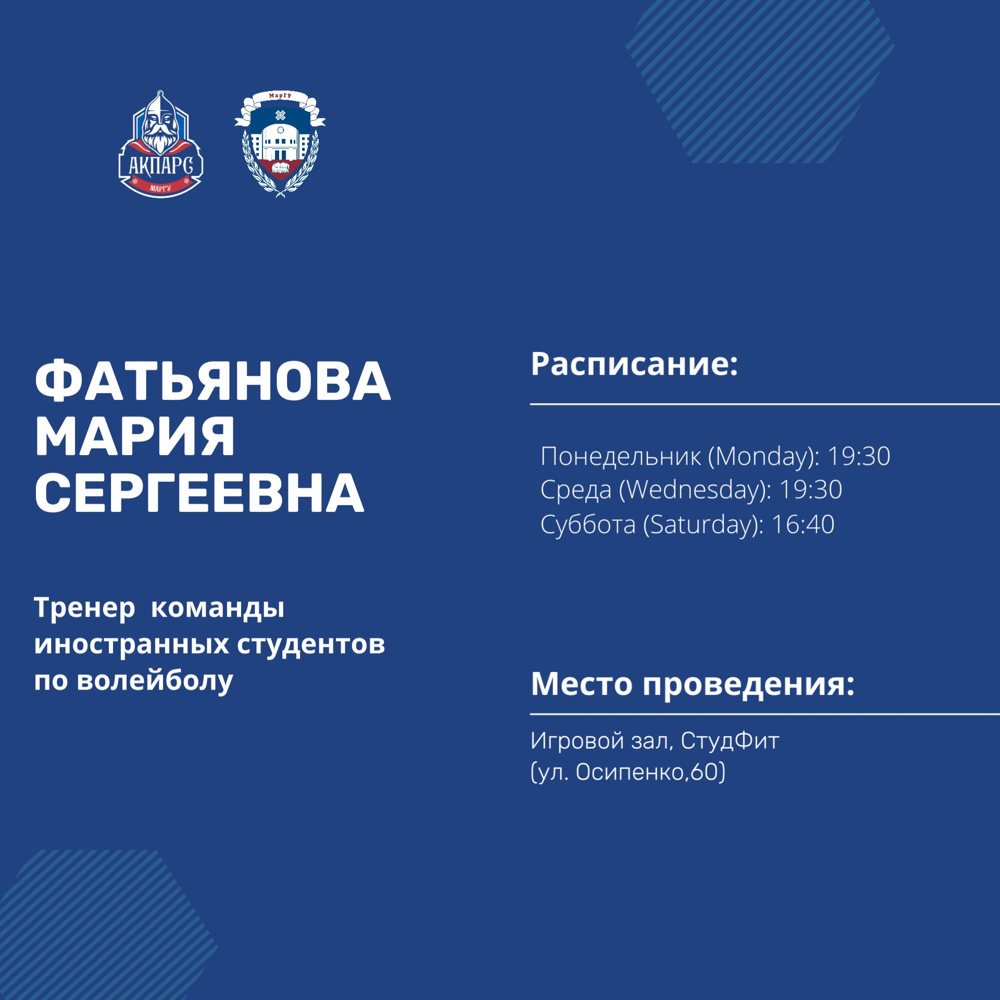 АКПАРС
МАРГУ
МарГУ
ФАТЬЯНОВА
МАРИЯ
СЕРГЕЕВНА
Тренер команды
иностранных студентов
по волейболу
Расписание:
Понедельник (Monday): 19:30
Среда (Wednesday): 19:30
Суббота (Saturday): 16:40
Место проведения:
Игровой зал, СтудФит
(ул. Осипенко,60)